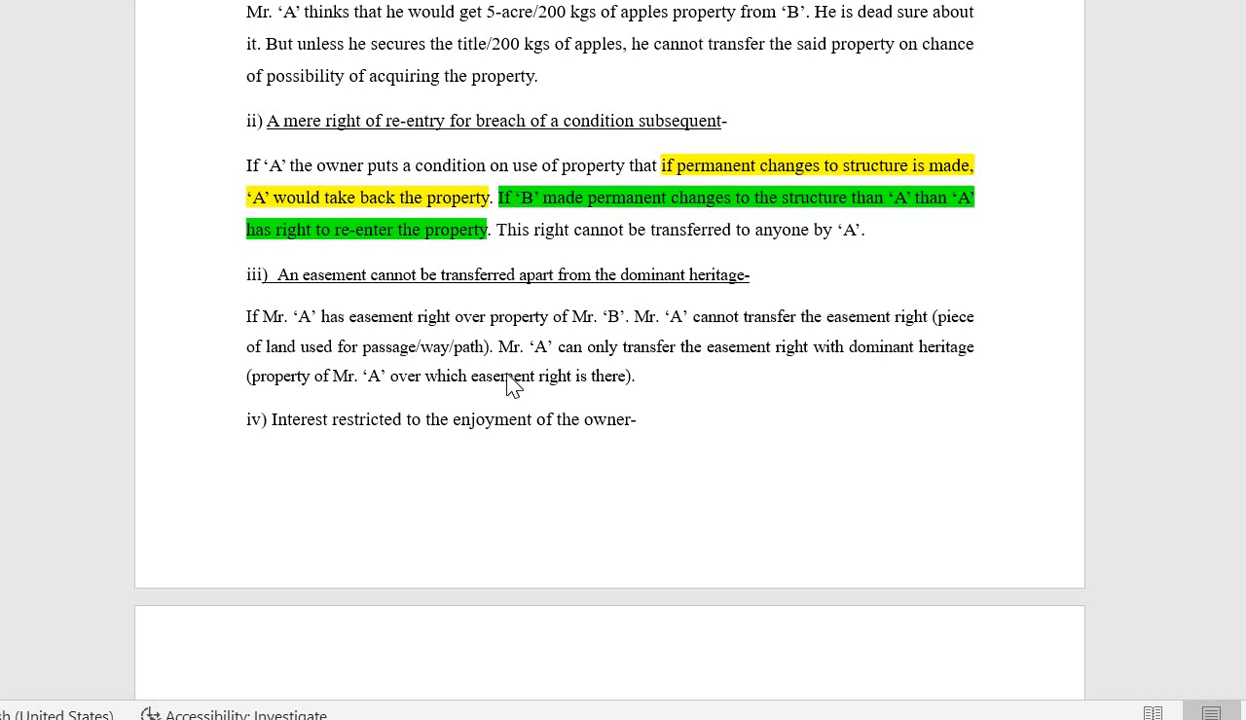 Mr. ‘A’ thinks that he would get 5-acre/200 kgs of apples property from ‘B’. He is dead sure about
it. But unless he secures the title/200 kgs of apples, he cannot transfer the said property on chance
of possibility of acquiring the property.
ii) A mere right of re-entry for breach of a condition subsequent-
If ‘A’ the owner puts a condition on use of property that if permanent changes to structure is made,
‘A’ would take back the property. If ‘B’ made permanent changes to the structure than ‘A’ than ‘A’
has right to re-enter the property. This right cannot be transferred to anyone by ‘A’.
iii)  An easement cannot be transferred apart from the dominant heritage-
If Mr. ‘A’ has easement right over property of Mr. ‘B’. Mr. ‘A’ cannot transfer the easement right (piece
of land used for passage/way/path). Mr. ‘A’ can only transfer the easement right with dominant heritage
(property of Mr. ‘A’ over which easement right is there).
iv) Interest restricted to the enjoyment of the owner-
sh (United States) Accessibility: Investigate